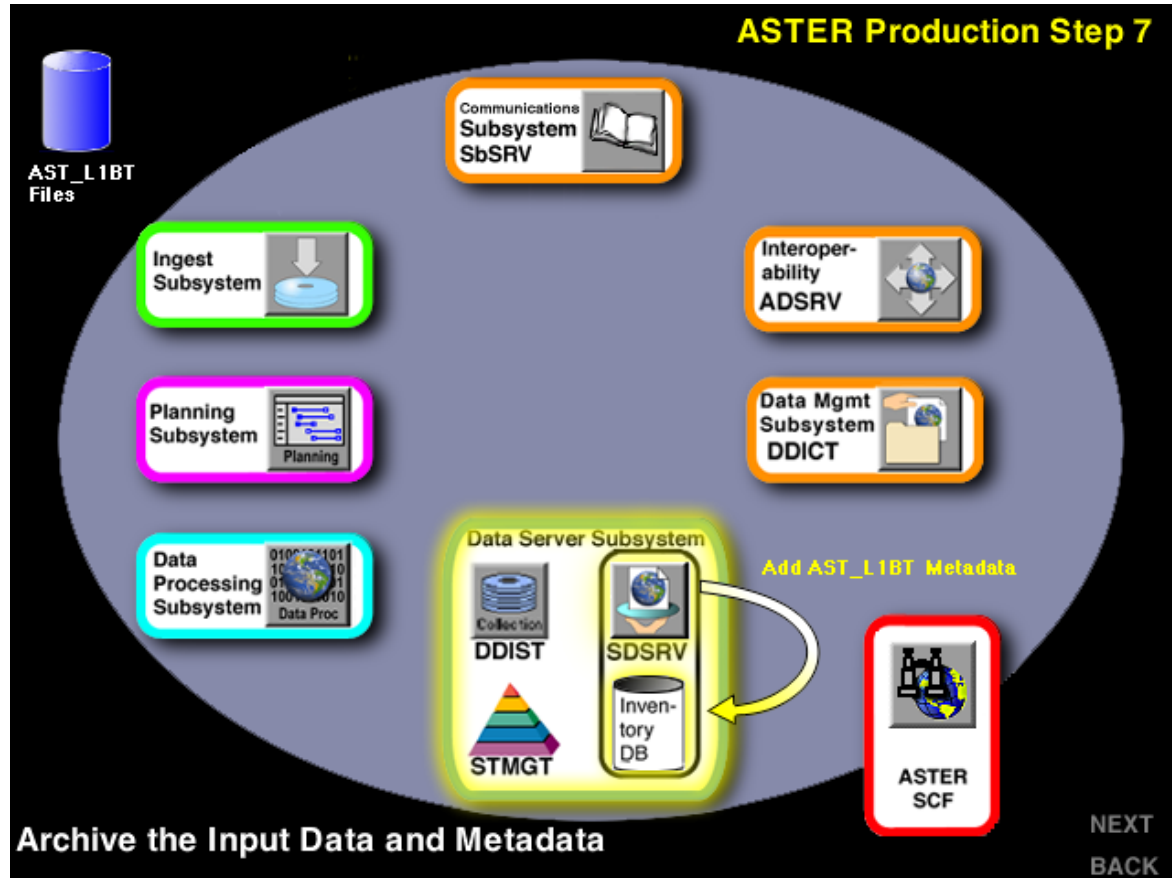 ASTER Production Step 7
AST_L1BT
Files
Communications
Subsystem
SbSRV
Ingest
Subsystem
Interoper-
ability
ADSRV
Planning
Subsystem
Planning
Data Mgmt
Subsystem
DDICT
Data
Processing
Subsystem
Data Proc
Data Server Subsystem
Collection
DDIST
SDSRV
Add AST_L1BT Metadata
STMGT
Inven-
tory
DB
ASTER
SCF
Archive the Input Data and Metadata
NEXT
BACK